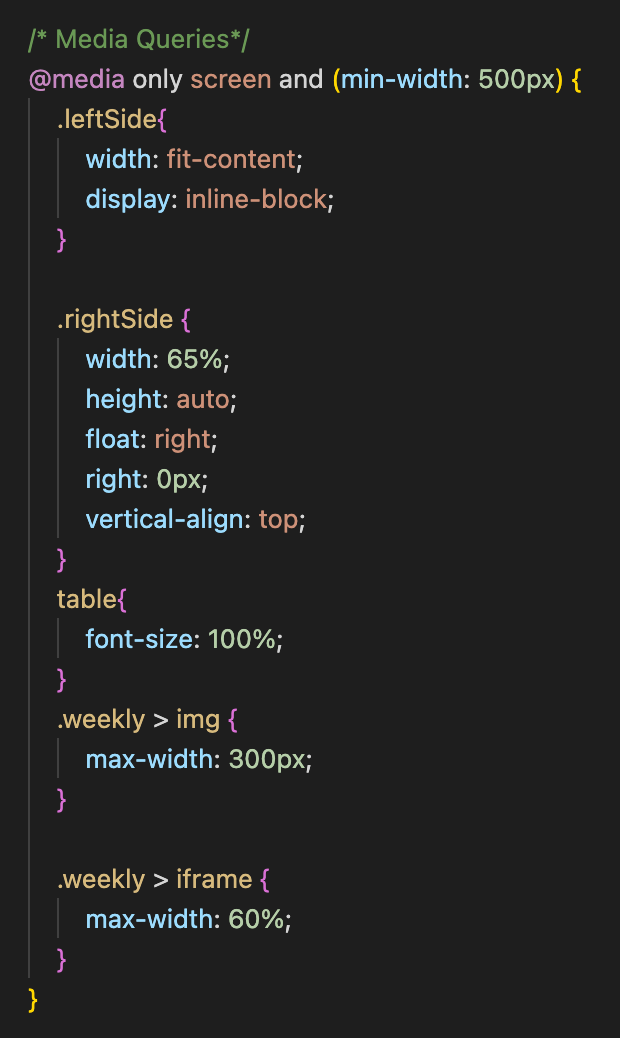 /* Media Queries*/
@media only screen and (min-width: 500px) {
.leftSide{
width: fit-content;
display: inline-block;
}
.rightSide {
width: 65%;
height: auto;
float: right;
right: 0px;
vertical-align: top;
}
table{
font-size: 100%;
}
.weekly > img {
max-width: 300px;
}
.weekly > iframe {
max-width: 60%;
}
}